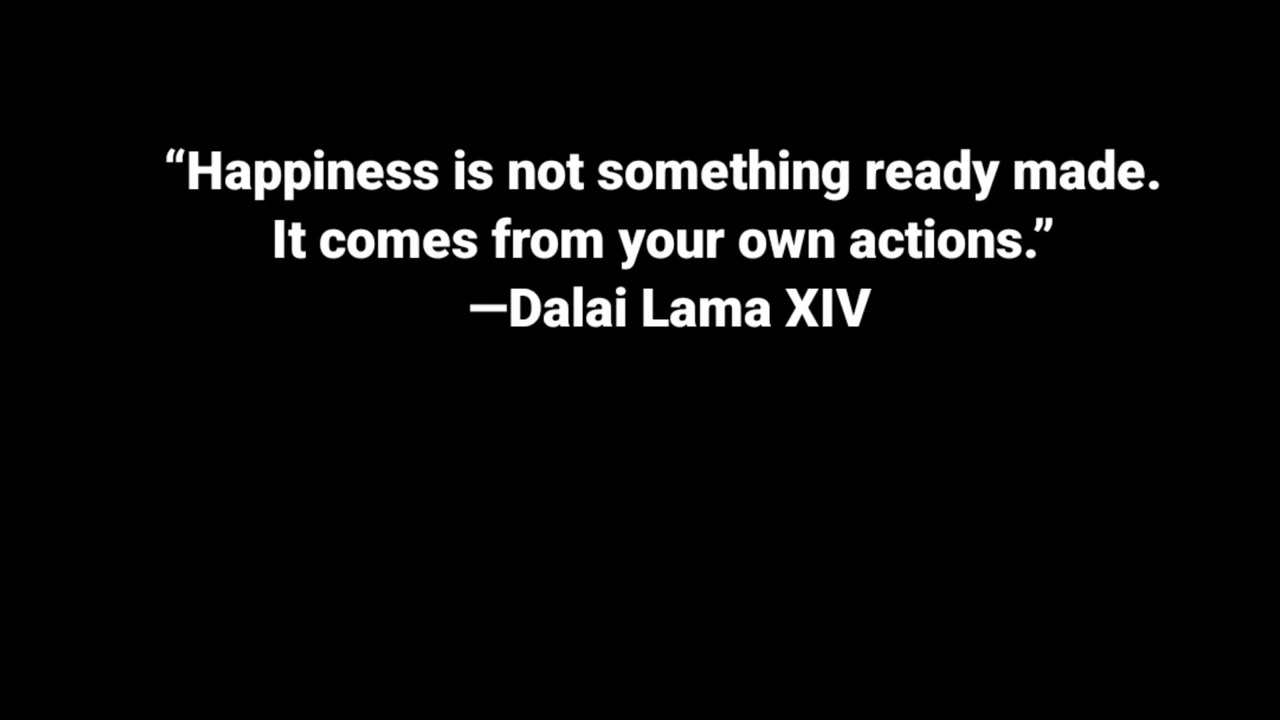 “Happiness is not something ready made.
It comes from your own actions.”
—Dalai Lama XIV